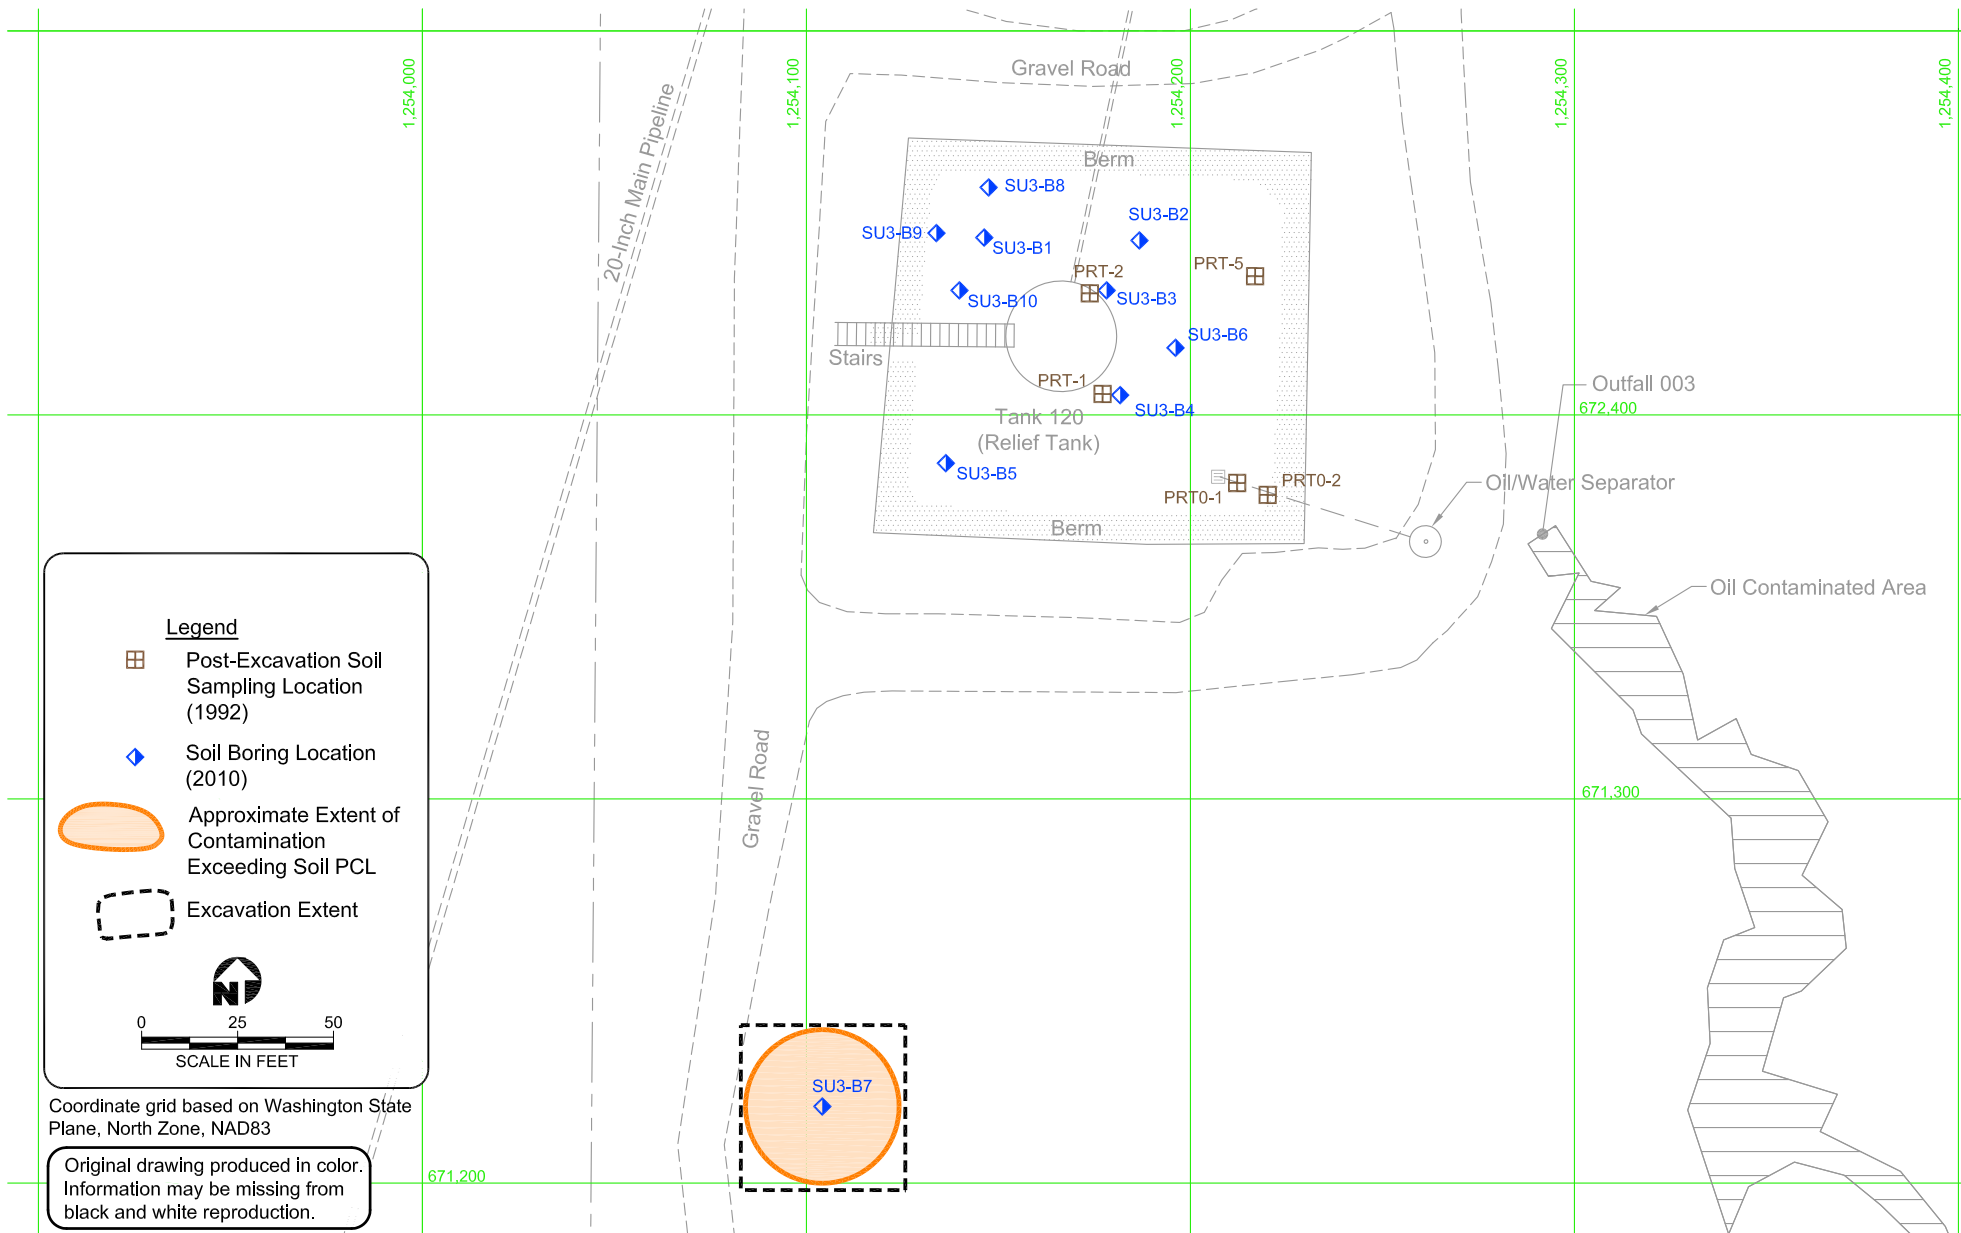 1,254,000
1,254,100
1,254,200
1,254,300
1,254,400
Gravel Road
20-Inch Main Pipeline
Berm
SU3-B8
SU3-B2
SU3-B9
SU3-B1
PRT-5
PRT-2
SU3-B10
SU3-B3
SU3-B6
Stairs
PRT-1
Outfall 003
SU3-B4
672,400
Tank 120
(Relief Tank)
SU3-B5
PRT0-1
PRT0-2
Oil/Water Separator
Berm
Oil Contaminated Area
Gravel Road
671,300
SU3-B7
671,200
Legend
Post-Excavation Soil
Sampling Location
(1992)
Soil Boring Location
(2010)
Approximate Extent of
Contamination
Exceeding Soil PCL
Excavation Extent
N
0 25 50
SCALE IN FEET
Coordinate grid based on Washington State
Plane, North Zone, NAD83
Original drawing produced in color.
Information may be missing from
black and white reproduction.